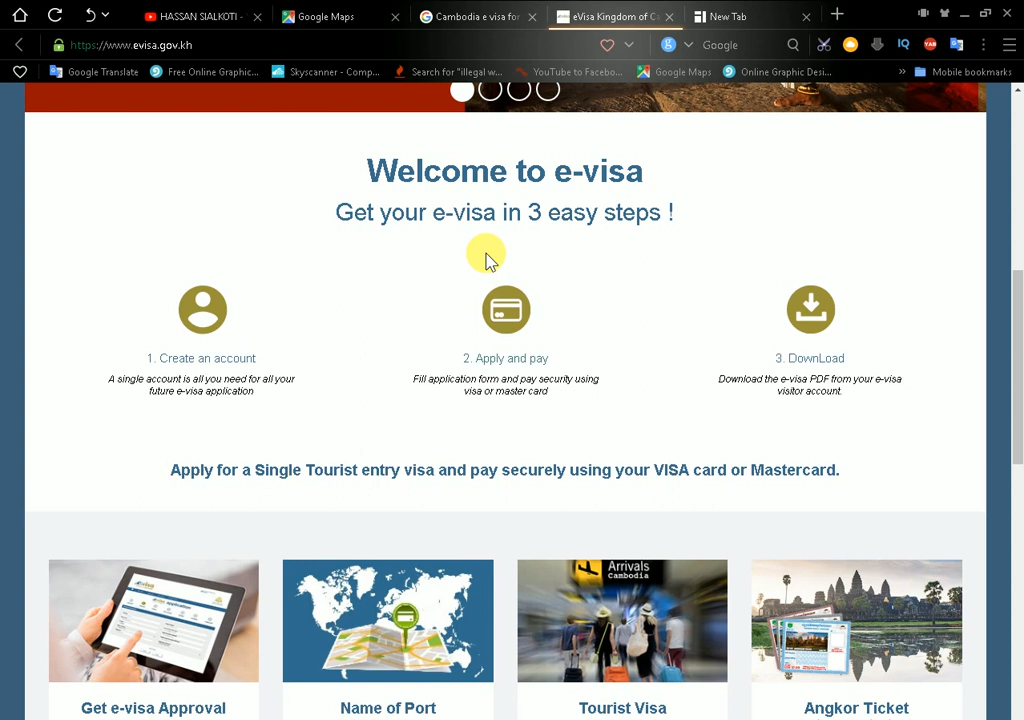 HASSAN SIALKOTI -
Google Maps
Cambodia e visa for
eVisa Kingdom of Ca
New Tab
https://www.evisa.gov.kh
Google
IQ
Google Translate
Free Online Graphic...
Skyscanner - Comp...
Search for "illegal w...
YouTube to Facebo...
Google Maps
Online Graphic Desi...
Mobile bookmarks
Welcome to e-visa
Get your e-visa in 3 easy steps !
1. Create an account
A single account is all you need for all your
future e-visa application
2. Apply and pay
Fill application form and pay security using
visa or master card
3. DownLoad
Download the e-visa PDF from your e-visa
visitor account.
Apply for a Single Tourist entry visa and pay securely using your VISA card or Mastercard.
Arrivals
Cambodia
Get e-visa Approval
Name of Port
Tourist Visa
Angkor Ticket